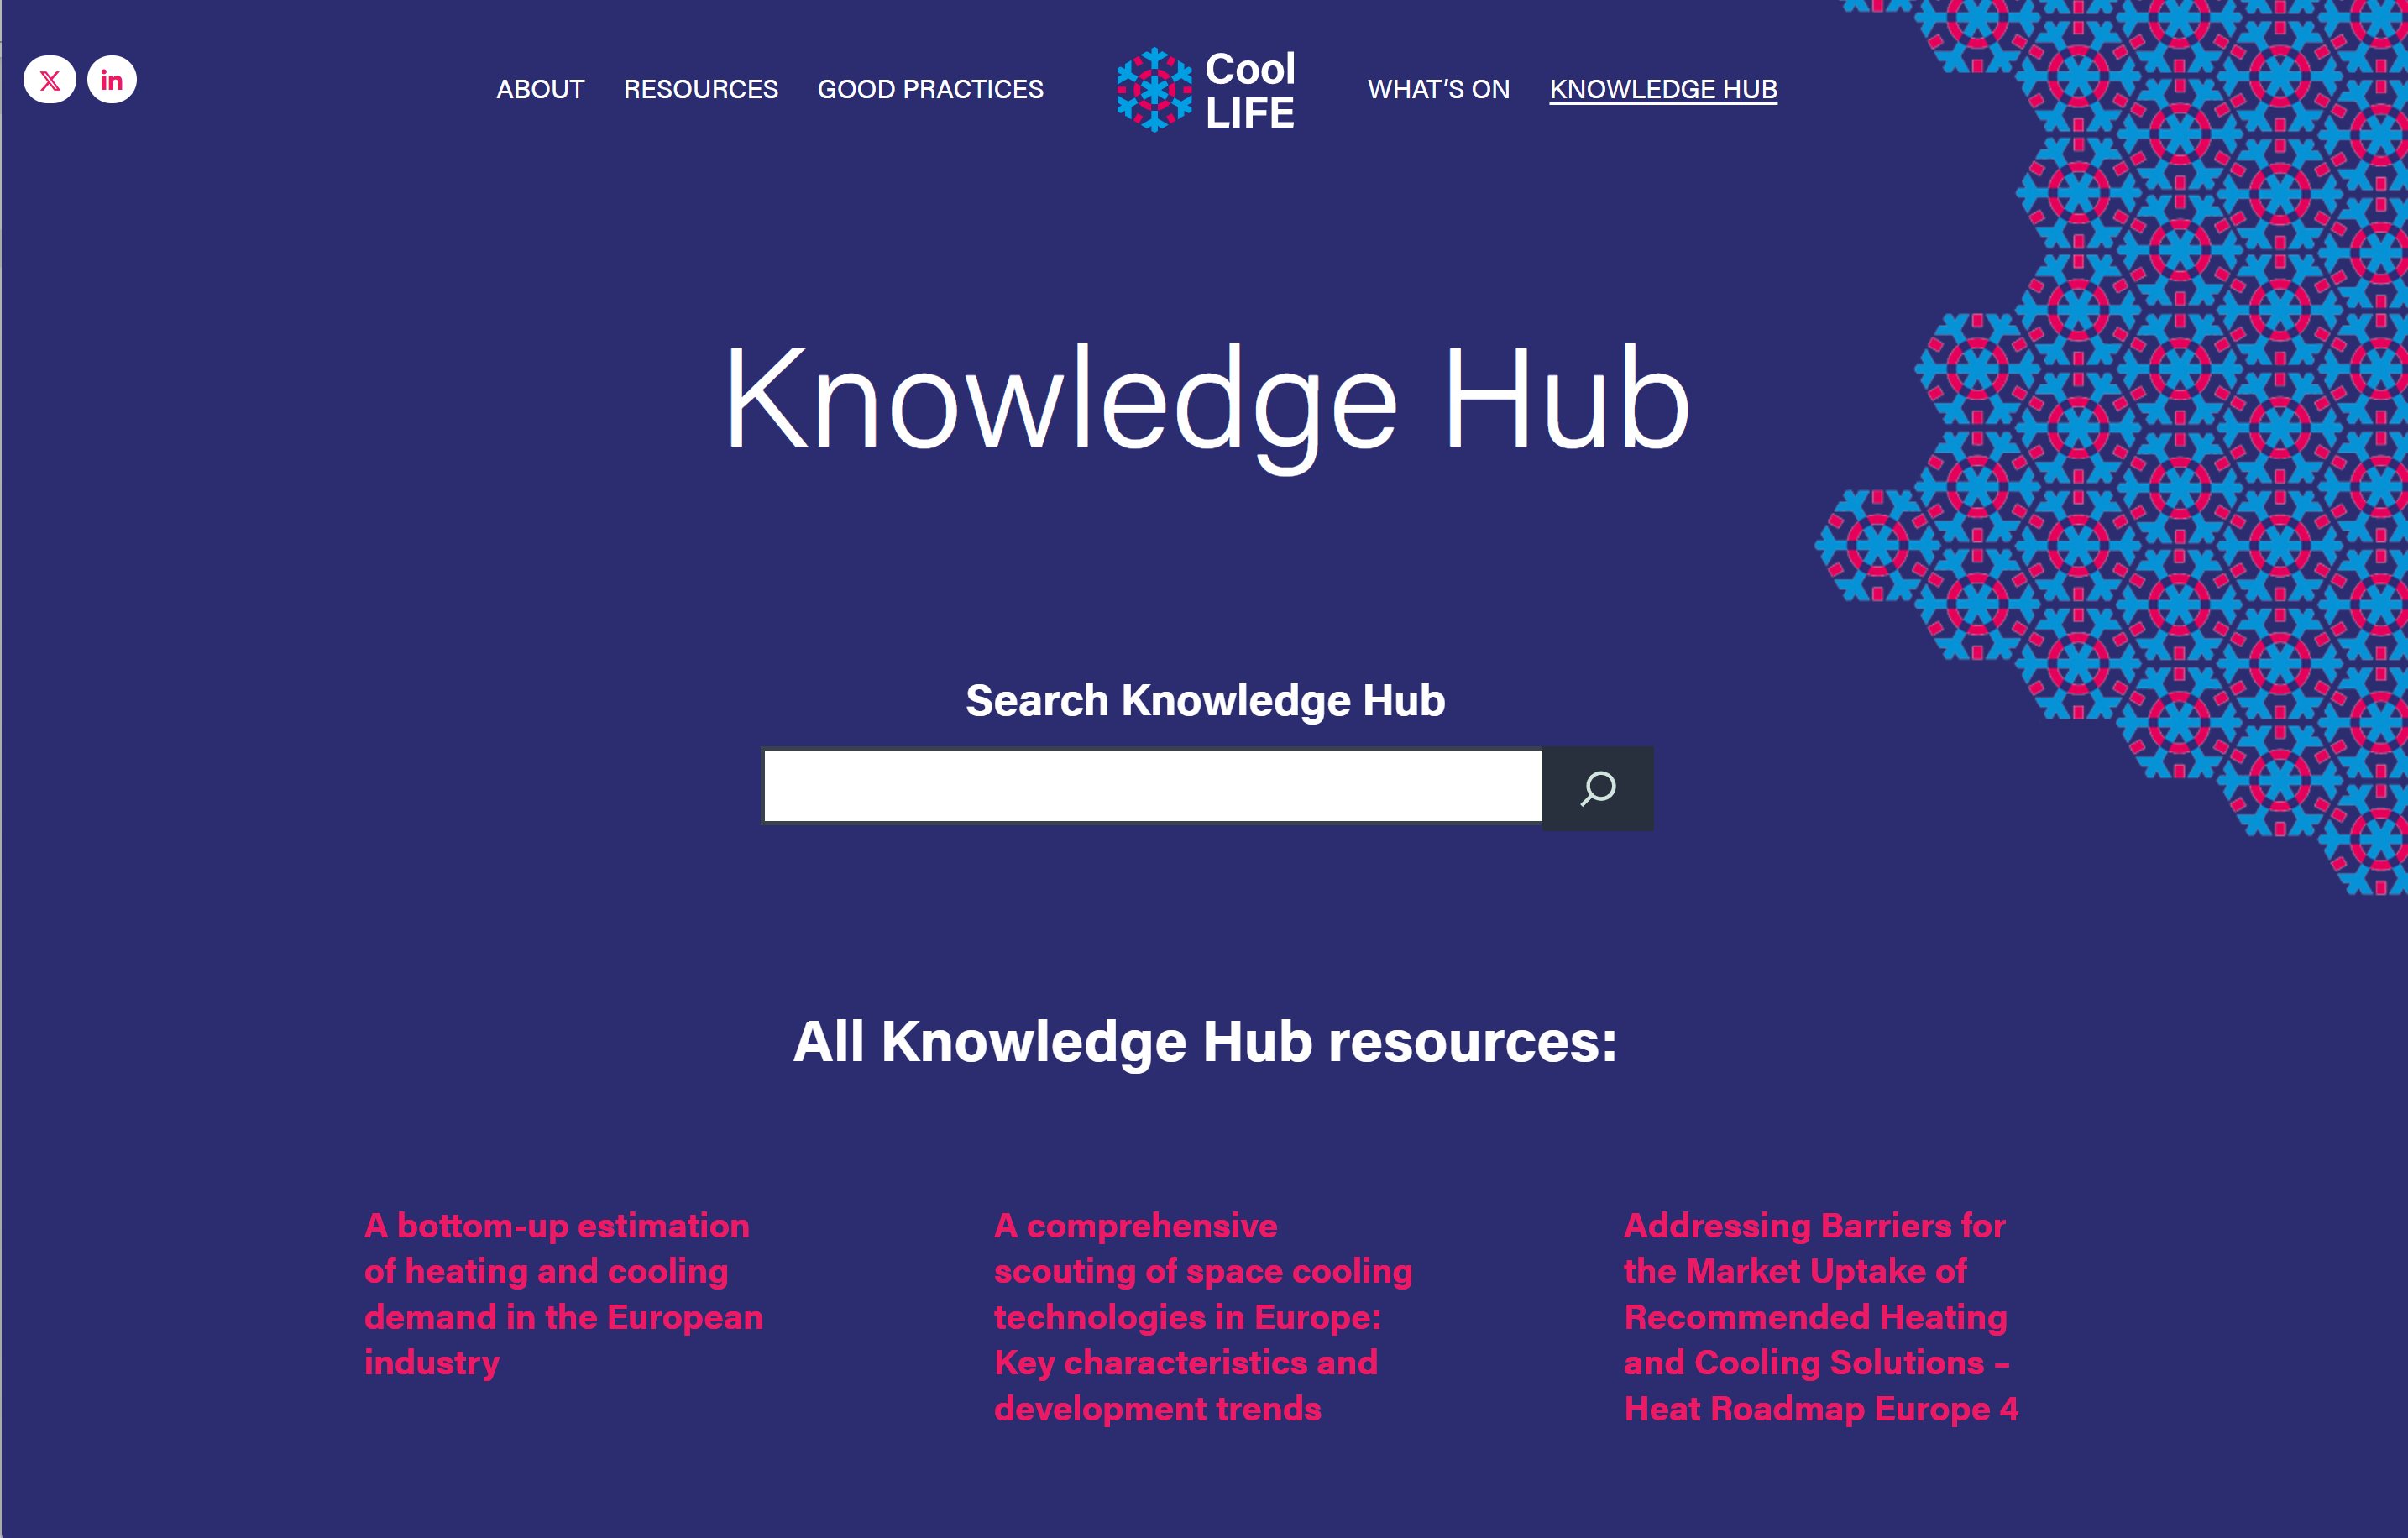 ABOUT RESOURCES GOOD PRACTICES
Cool
LIFE
WHAT’S ON KNOWLEDGE HUB
Knowledge Hub
Search Knowledge Hub
All Knowledge Hub resources:
A bottom-up estimation
of heating and cooling
demand in the European
industry
A comprehensive
scouting of space cooling
technologies in Europe:
Key characteristics and
development trends
Addressing Barriers for
the Market Uptake of
Recommended Heating
and Cooling Solutions –
Heat Roadmap Europe 4